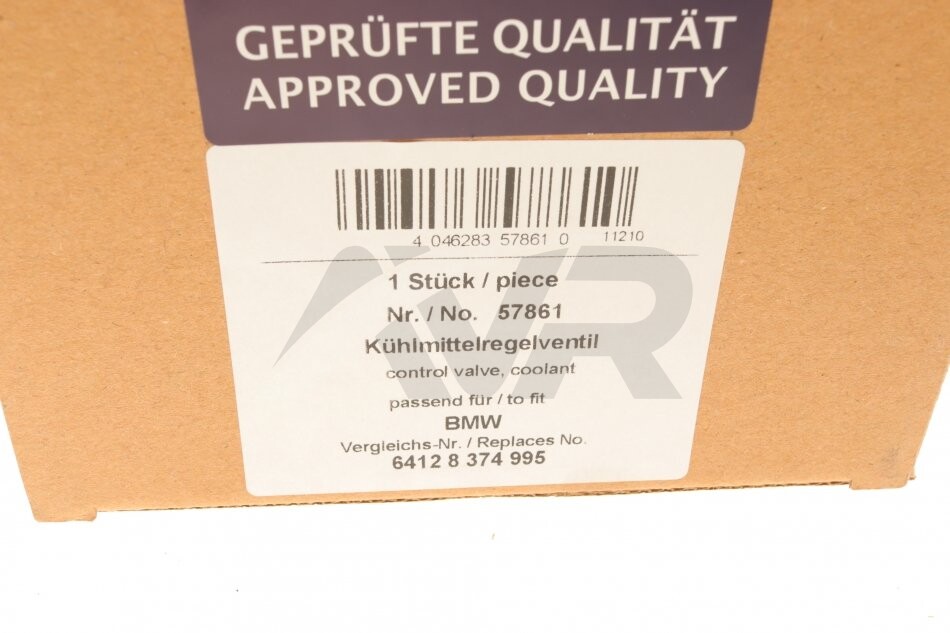 GEPRÜFTE QUALITÄT
APPROVED QUALITY
4 046283 57861 0 11210
1 Stück / piece
Nr. / No. 57861
Kühlmittelregelventil
control valve, coolant
passend für / to fit
BMW
Vergleichs-Nr. / Replaces No.
6412 8 374 995